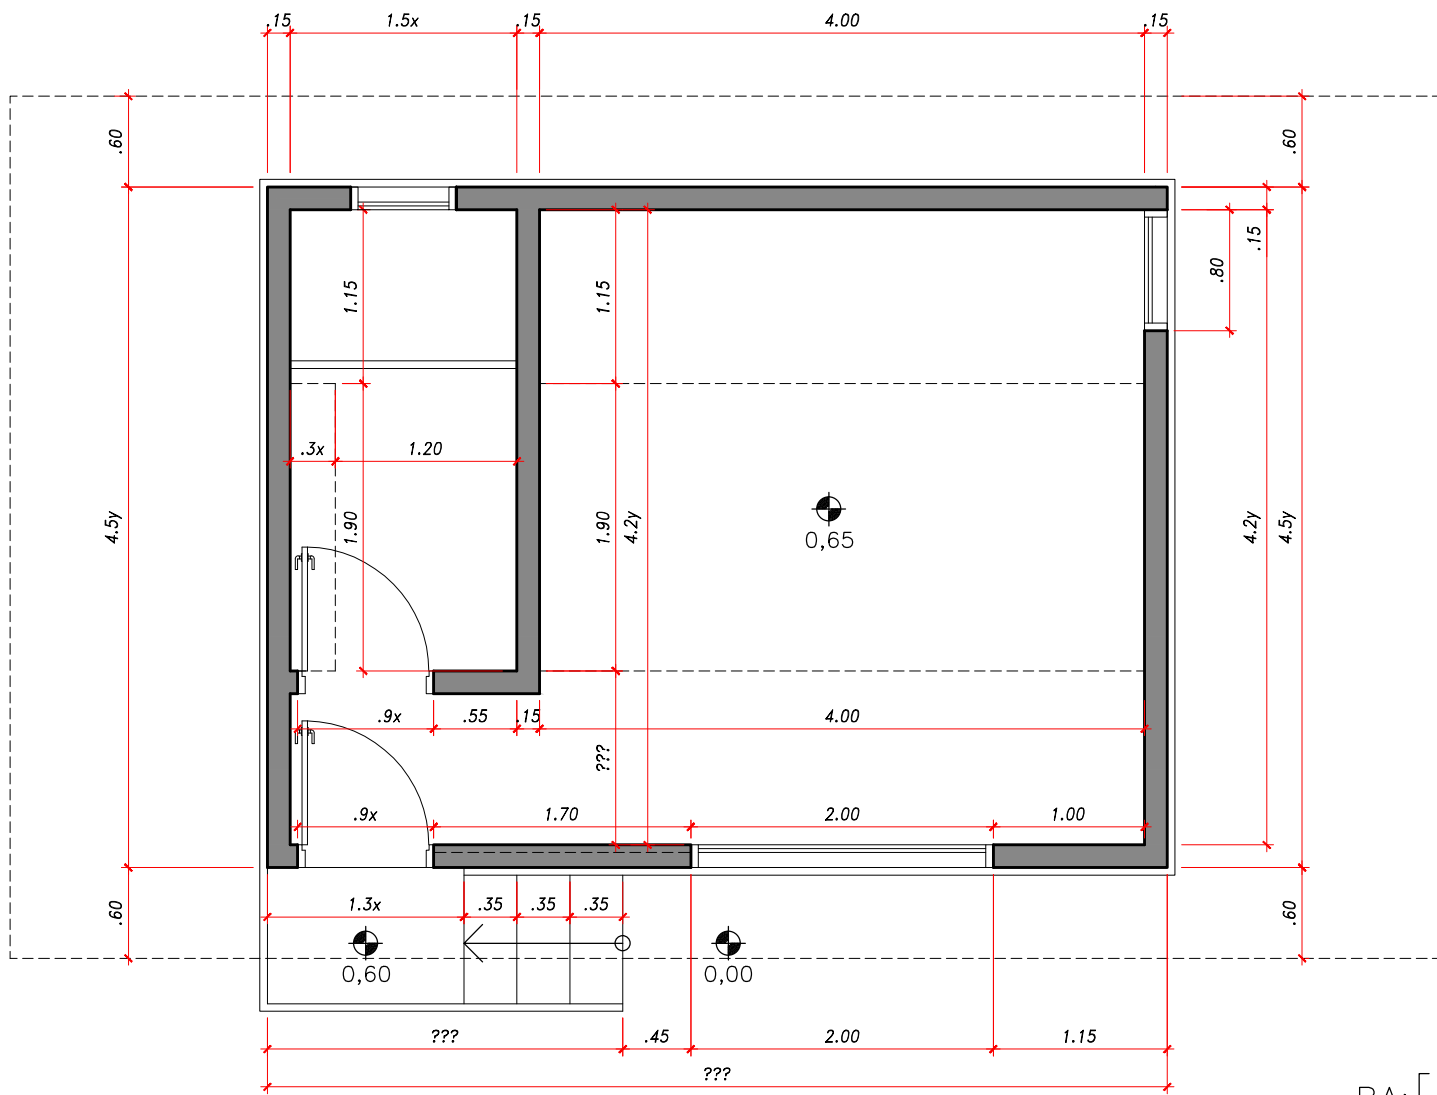 .15 1.5x .15 4.00 .15
.60 .60
.15
1.15 1.15 .80
.3x 1.20
4.5y 1.90 1.90 4.2y 4.2y 4.5y
0,65
.9x .55 .15 4.00
???
.9x 1.70 2.00 1.00
.60 1.3x .35 .35 .35 .60
0,60 0,00
??? .45 2.00 1.15
???